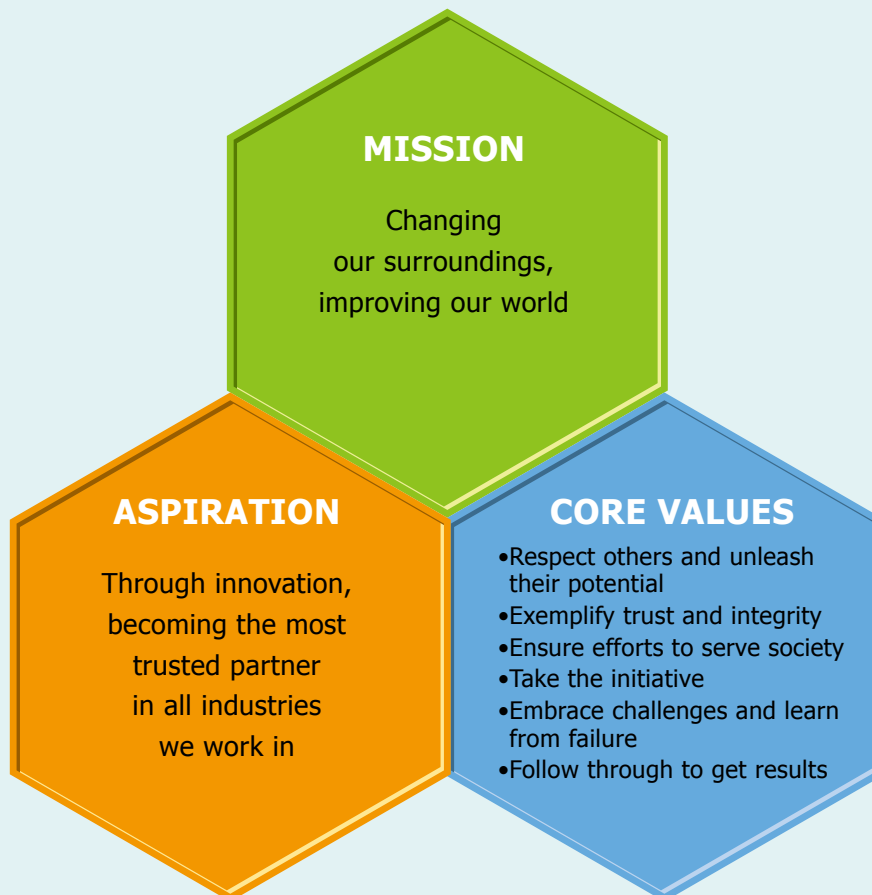 MISSION
Changing
our surroundings,
improving our world
ASPIRATION
Through innovation,
becoming the most
trusted partner
in all industries
we work in
CORE VALUES
•Respect others and unleash
their potential
•Exemplify trust and integrity
•Ensure efforts to serve society
•Take the initiative
•Embrace challenges and learn
from failure
•Follow through to get results